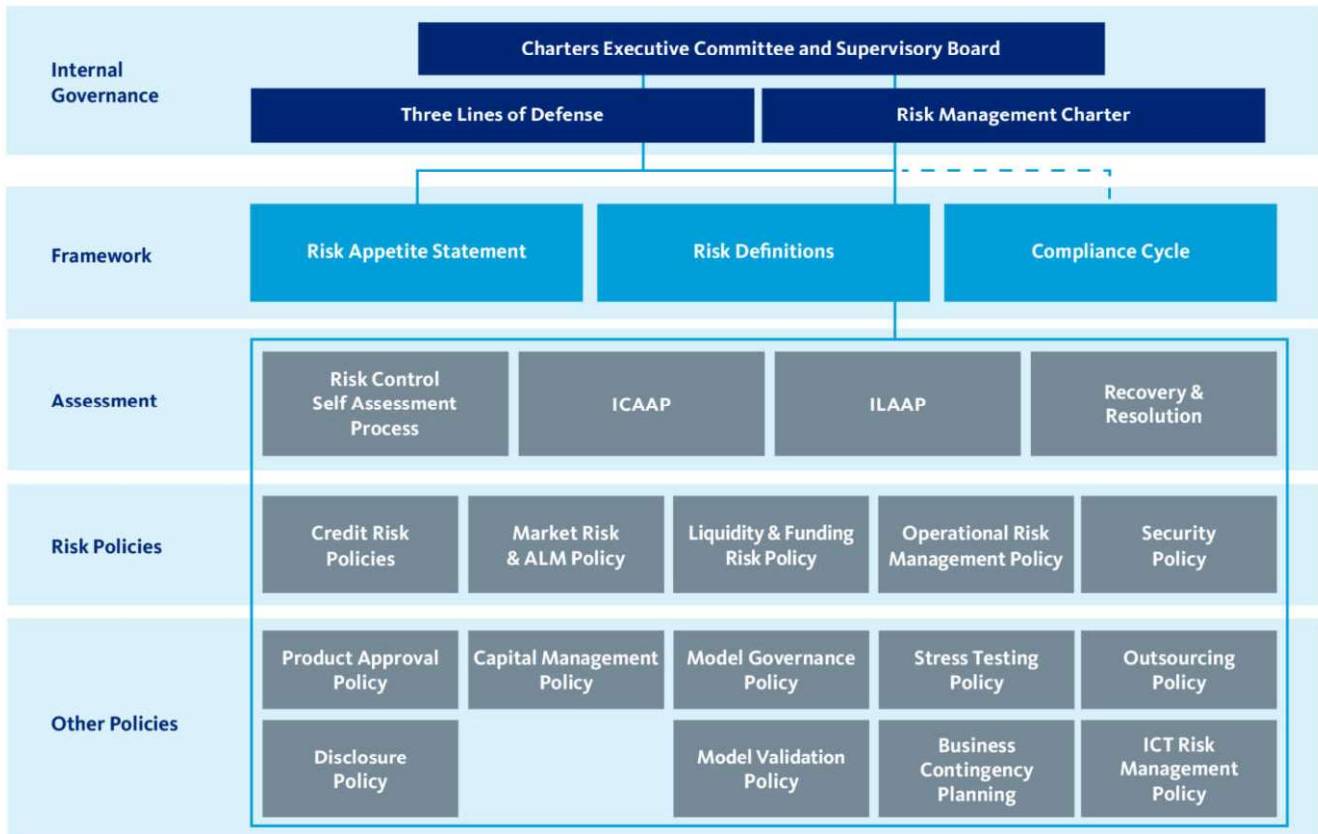 Internal
Governance
Charters Executive Committee and Supervisory Board
Three Lines of Defense
Risk Management Charter
Framework
Risk Appetite Statement
Risk Definitions
Compliance Cycle
Assessment
Risk Control
Self Assessment
Process
ICAAP
ILAAP
Recovery &
Resolution
Risk Policies
Credit Risk
Policies
Market Risk
& ALM Policy
Liquidity & Funding
Risk Policy
Operational Risk
Management Policy
Security
Policy
Other Policies
Product Approval
Policy
Capital Management
Policy
Model Governance
Policy
Stress Testing
Policy
Outsourcing
Policy
Disclosure
Policy
Model Validation
Policy
Business
Contingency
Planning
ICT Risk
Management
Policy